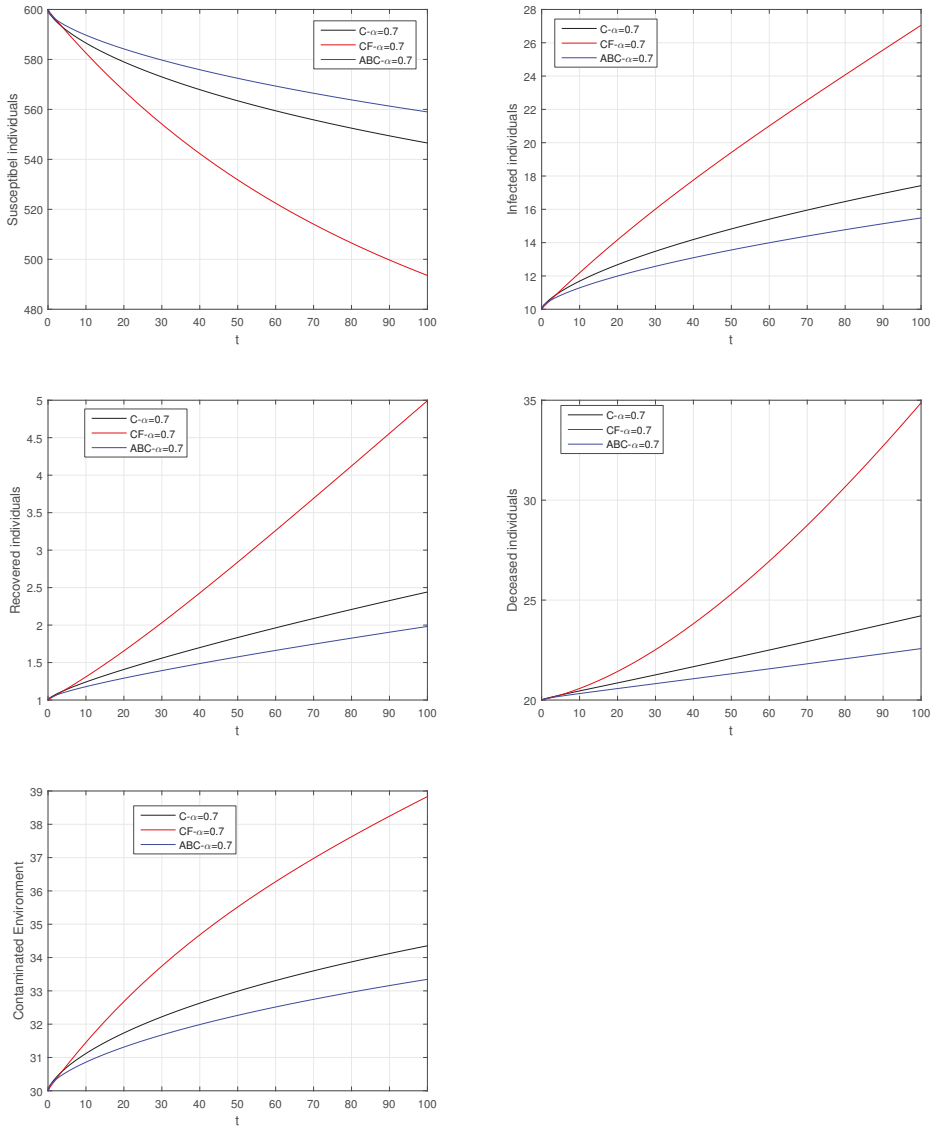 600
580
560
540
520
500
480
Susceptibel individuals
C-α=0.7
CF-α=0.7
ABC-α=0.7
0 10 20 30 40 50 60 70 80 90 100
t
28
26
24
22
20
18
16
14
12
10
Infected individuals
C-α=0.7
CF-α=0.7
ABC-α=0.7
0 10 20 30 40 50 60 70 80 90 100
t
5
4.5
4
3.5
3
2.5
2
1.5
1
Recovered individuals
C-α=0.7
CF-α=0.7
ABC-α=0.7
0 10 20 30 40 50 60 70 80 90 100
t
35
30
25
20
Deceased individuals
C-α=0.7
CF-α=0.7
ABC-α=0.7
0 10 20 30 40 50 60 70 80 90 100
t
39
38
37
36
35
34
33
32
31
30
Contaminated Environment
C-α=0.7
CF-α=0.7
ABC-α=0.7
0 10 20 30 40 50 60 70 80 90 100
t